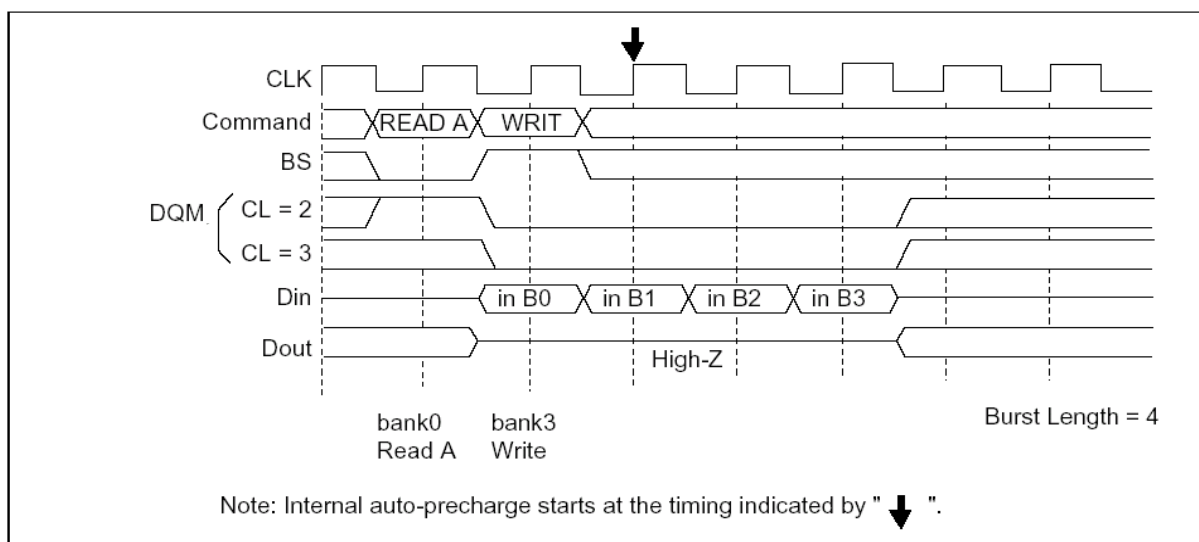 CLK
Command READ A WRIT
BS
DQM CL = 2
CL = 3
Din in B0 in B1 in B2 in B3
Dout High-Z
bank0 bank3 Burst Length = 4
Read A Write
Note: Internal auto-precharge starts at the timing indicated by " ".